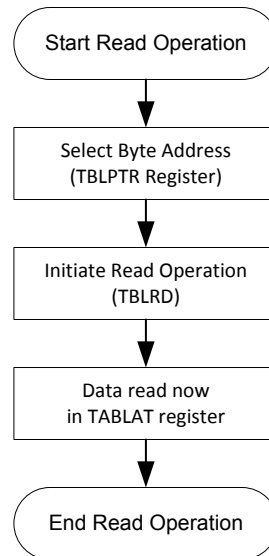 Start Read Operation
Select Byte Address
(TBLPTR Register)
Initiate Read Operation
(TBLRD)
Data read now
in TABLAT register
End Read Operation